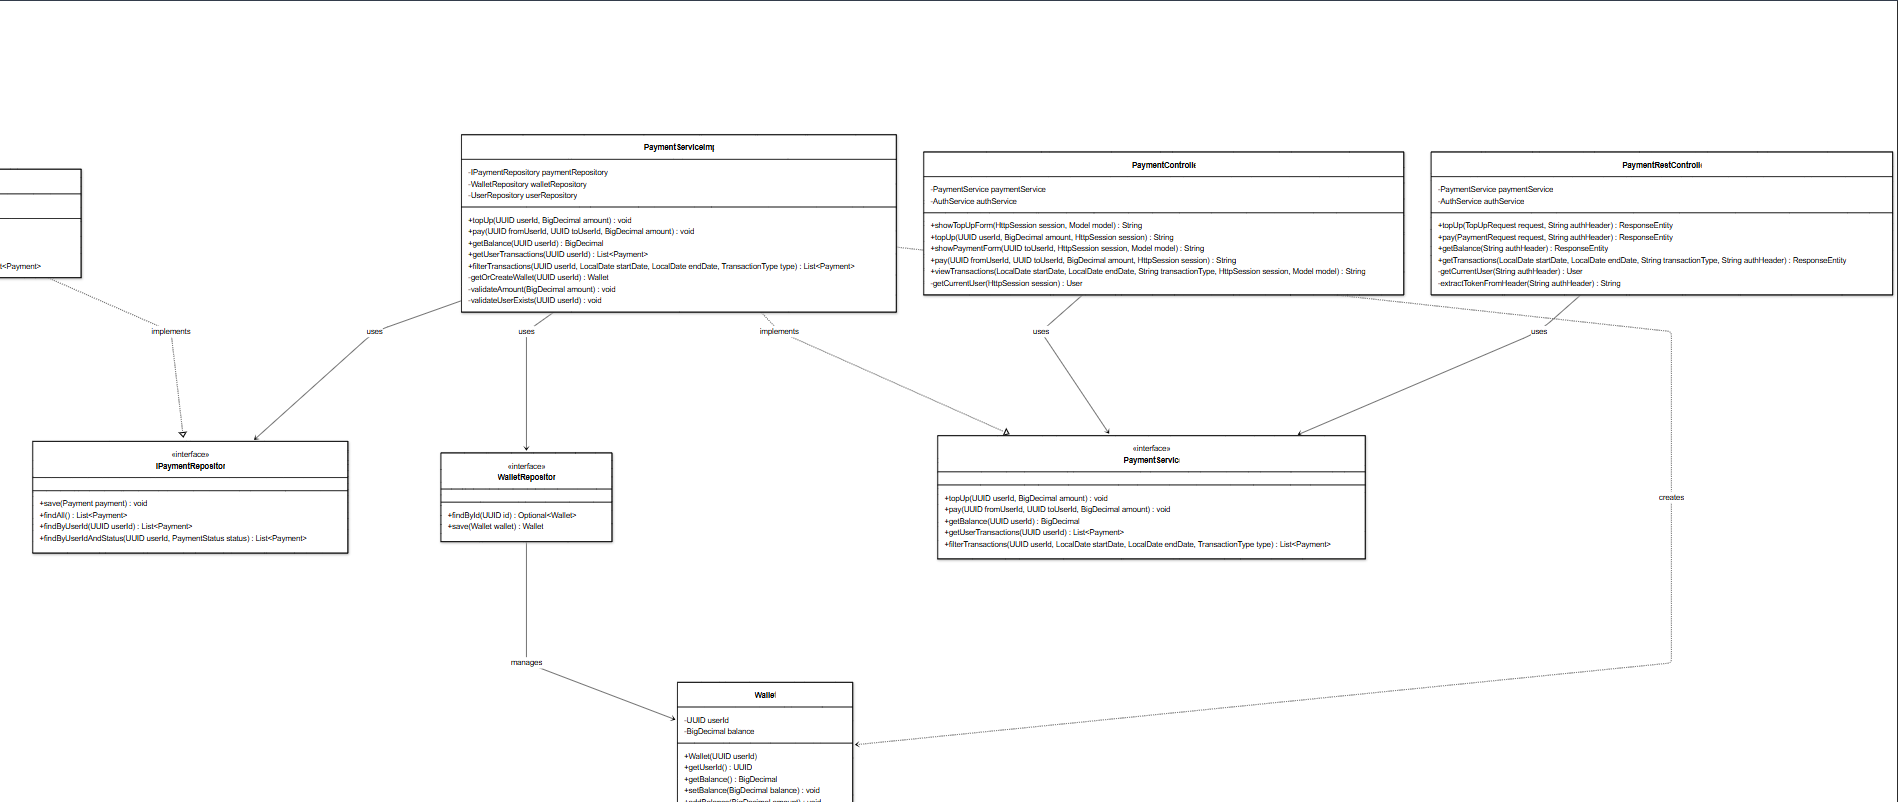 t<Payment>
PaymentServiceImp
-IPaymentRepository paymentRepository
-WalletRepository walletRepository
-UserRepository userRepository
+topUp(UUID userId, BigDecimal amount) : void
+pay(UUID fromUserId, UUID toUserId, BigDecimal amount) : void
+getBalance(UUID userId) : BigDecimal
+getUserTransactions(UUID userId) : List<Payment>
+filterTransactions(UUID userId, LocalDate startDate, LocalDate endDate, TransactionType type) : List<Payment>
-getOrCreateWallet(UUID userId) : Wallet
-validateAmount(BigDecimal amount) : void
-validateUserExists(UUID userId) : void
PaymentControlle
-PaymentService paymentService
-AuthService authService
+showTopUpForm(HttpSession session, Model model) : String
+topUp(UUID userId, BigDecimal amount, HttpSession session) : String
+showPaymentForm(UUID toUserId, HttpSession session, Model model) : String
+pay(UUID fromUserId, UUID toUserId, BigDecimal amount, HttpSession session) : String
+viewTransactions(LocalDate startDate, LocalDate endDate, String transactionType, HttpSession session, Model model) : String
-getCurrentUser(HttpSession session) : User
PaymentRestControlle
-PaymentService paymentService
-AuthService authService
+topUp(TopUpRequest request, String authHeader) : ResponseEntity
+pay(PaymentRequest request, String authHeader) : ResponseEntity
+getBalance(String authHeader) : ResponseEntity
+getTransactions(LocalDate startDate, LocalDate endDate, String transactionType, String authHeader) : ResponseEntity
-getCurrentUser(String authHeader) : User
-extractTokenFromHeader(String authHeader) : String
implements
uses
uses
implements
uses
uses
«interface»
IPaymentRepositor
+save(Payment payment) : void
+findAll() : List<Payment>
+findByUserId(UUID userId) : List<Payment>
+findByUserIdAndStatus(UUID userId, PaymentStatus status) : List<Payment>
«interface»
WalletRepositor
+findById(UUID id) : Optional<Wallet>
+save(Wallet wallet) : Wallet
«interface»
PaymentServic
+topUp(UUID userId, BigDecimal amount) : void
+pay(UUID fromUserId, UUID toUserId, BigDecimal amount) : void
+getBalance(UUID userId) : BigDecimal
+getUserTransactions(UUID userId) : List<Payment>
+filterTransactions(UUID userId, LocalDate startDate, LocalDate endDate, TransactionType type) : List<Payment>
creates
manages
Wallet
-UUID userId
-BigDecimal balance
+Wallet(UUID userId)
+getUserId() : UUID
+getBalance() : BigDecimal
+setBalance(BigDecimal balance) : void
+addBalance(BigDecimal amount) : void